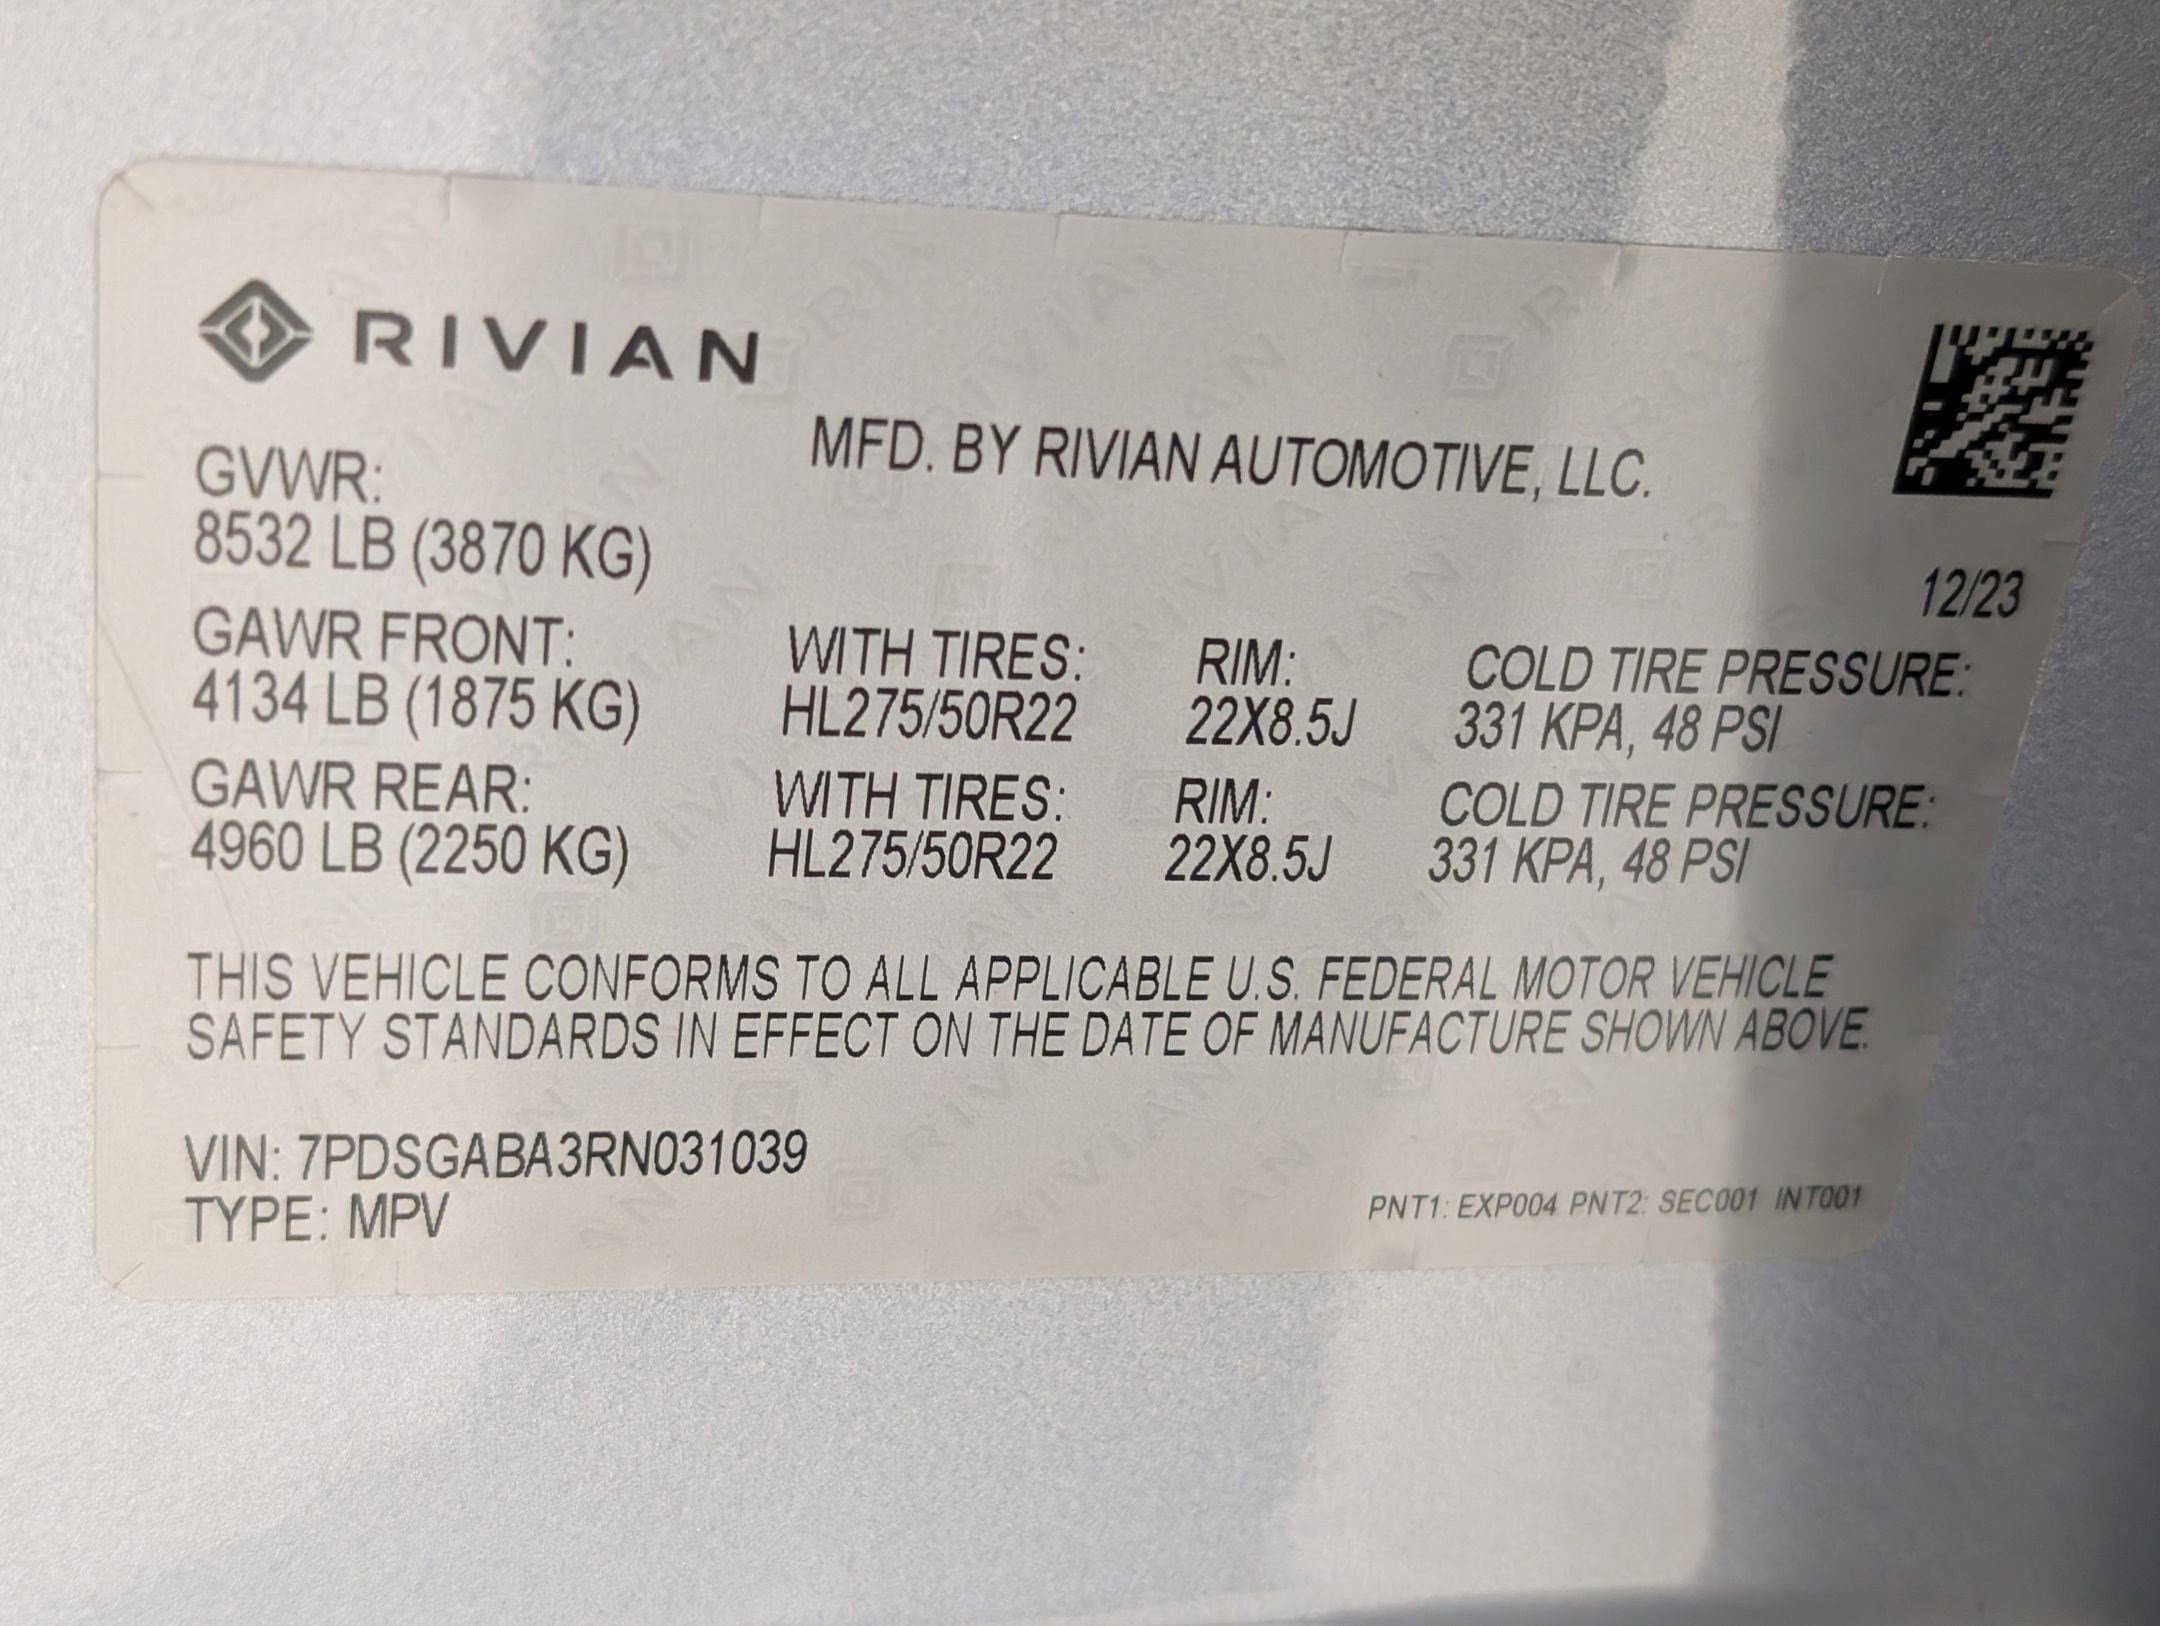 RIVIAN
MFD. BY RIVIAN AUTOMOTIVE, LLC.
GVWR:
8532 LB (3870 KG)
12/23
GAWR FRONT: WITH TIRES: RIM: COLD TIRE PRESSURE:
4134 LB (1875 KG) HL275/50R22 22X8.5J 331 KPA, 48 PSI
GAWR REAR: WITH TIRES: RIM: COLD TIRE PRESSURE:
4960 LB (2250 KG) HL275/50R22 22X8.5J 331 KPA, 48 PSI
THIS VEHICLE CONFORMS TO ALL APPLICABLE U.S. FEDERAL MOTOR VEHICLE
SAFETY STANDARDS IN EFFECT ON THE DATE OF MANUFACTURE SHOWN ABOVE.
VIN: 7PDSGABA3RN031039
TYPE: MPV
PNT1: EXP004 PNT2: SEC001 INT001